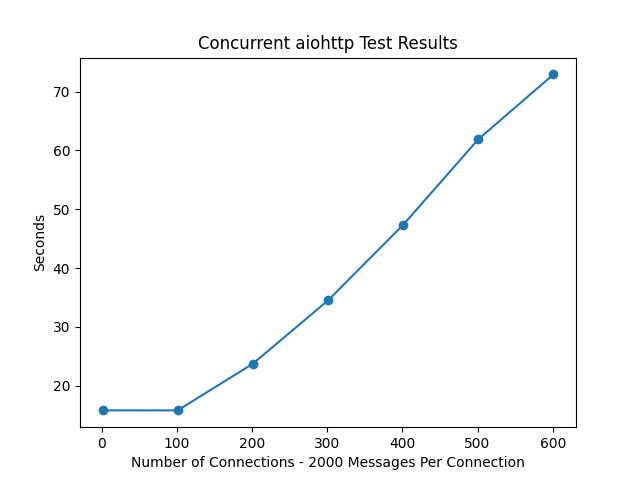 Concurrent aiohttp Test Results
70
60
50
40
30
20
Seconds
0 100 200 300 400 500 600
Number of Connections - 2000 Messages Per Connection